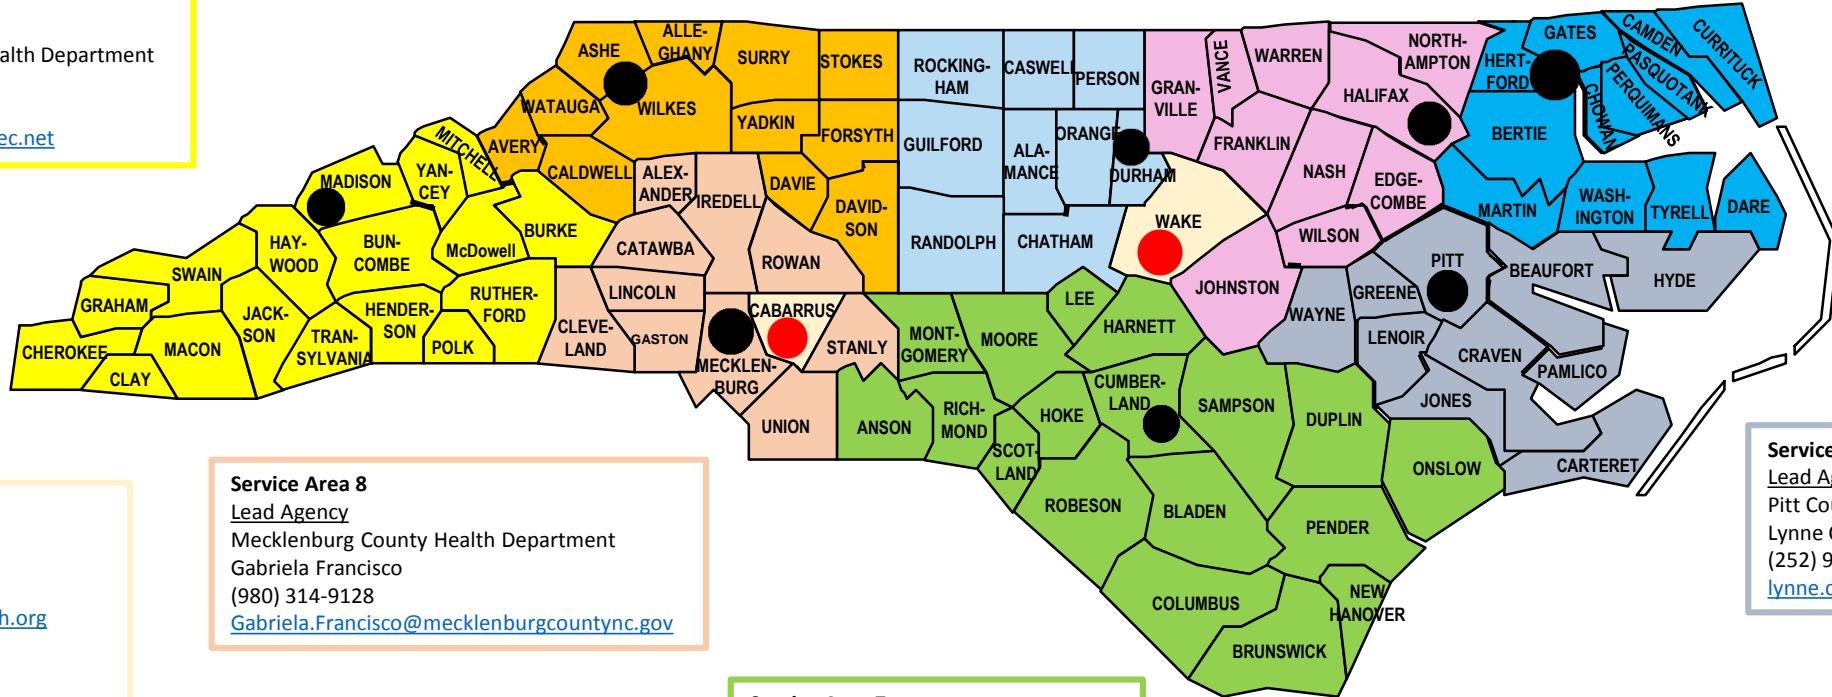 ealth Department
ec.net
ASHE
ALLE-
GHANY
SURRY
STOKES
ROCKING-
HAM
CASWELL
PERSON
GRAN-
VILLE
VANCE
WARREN
NORTH-
AMPTON
HERT-
FORD
GATES
CAMDEN
CURRITUCK
PASQUOTANK
PERQUIMANS
CHOWAN
WATAUGA
WILKES
YADKIN
FORSYTH
GUILFORD
ALA-
MANCE
ORANGE
DURHAM
FRANKLIN
HALIFAX
BERTIE
MITCHELL
AVERY
CALDWELL
ALEX-
ANDER
IREDELL
DAVIE
DAVID-
SON
RANDOLPH
CHATHAM
WAKE
NASH
EDGE-
COMBE
MARTIN
WASH-
INGTON
TYRELL
DARE
MADISON
YAN-
CEY
McDowell
BURKE
CATAWBA
ROWAN
WILSON
JOHNSTON
PITT
BEAUFORT
HYDE
HAY-
WOOD
BUN-
COMBE
SWAIN
GRAHAM
JACK-
SON
HENDER-
SON
RUTHER-
FORD
LINCOLN
CLEVE-
LAND
GASTON
CABARRUS
MECKLEN-
BURG
STANLY
UNION
MONT-
GOMERY
MOORE
LEE
HARNETT
WAYNE
GREENE
LENOIR
CRAVEN
PAMLICO
JONES
CHEROKEE
CLAY
MACON
TRAN-
SYLVANIA
POLK
ANSON
RICH-
MOND
SCOT-
LAND
HOKE
CUMBER-
LAND
SAMPSON
DUPLIN
ONSLOW
CARTERET
ROBESON
BLADEN
PENDER
COLUMBUS
NEW
HANOVER
BRUNSWICK
h.org
Service Area 8
Lead Agency
Mecklenburg County Health Department
Gabriela Francisco
(980) 314-9128
Gabriela.Francisco@mecklenburgcountync.gov
Service
Lead Ag
Pitt Cou
Lynne
(252) 9
lynne.